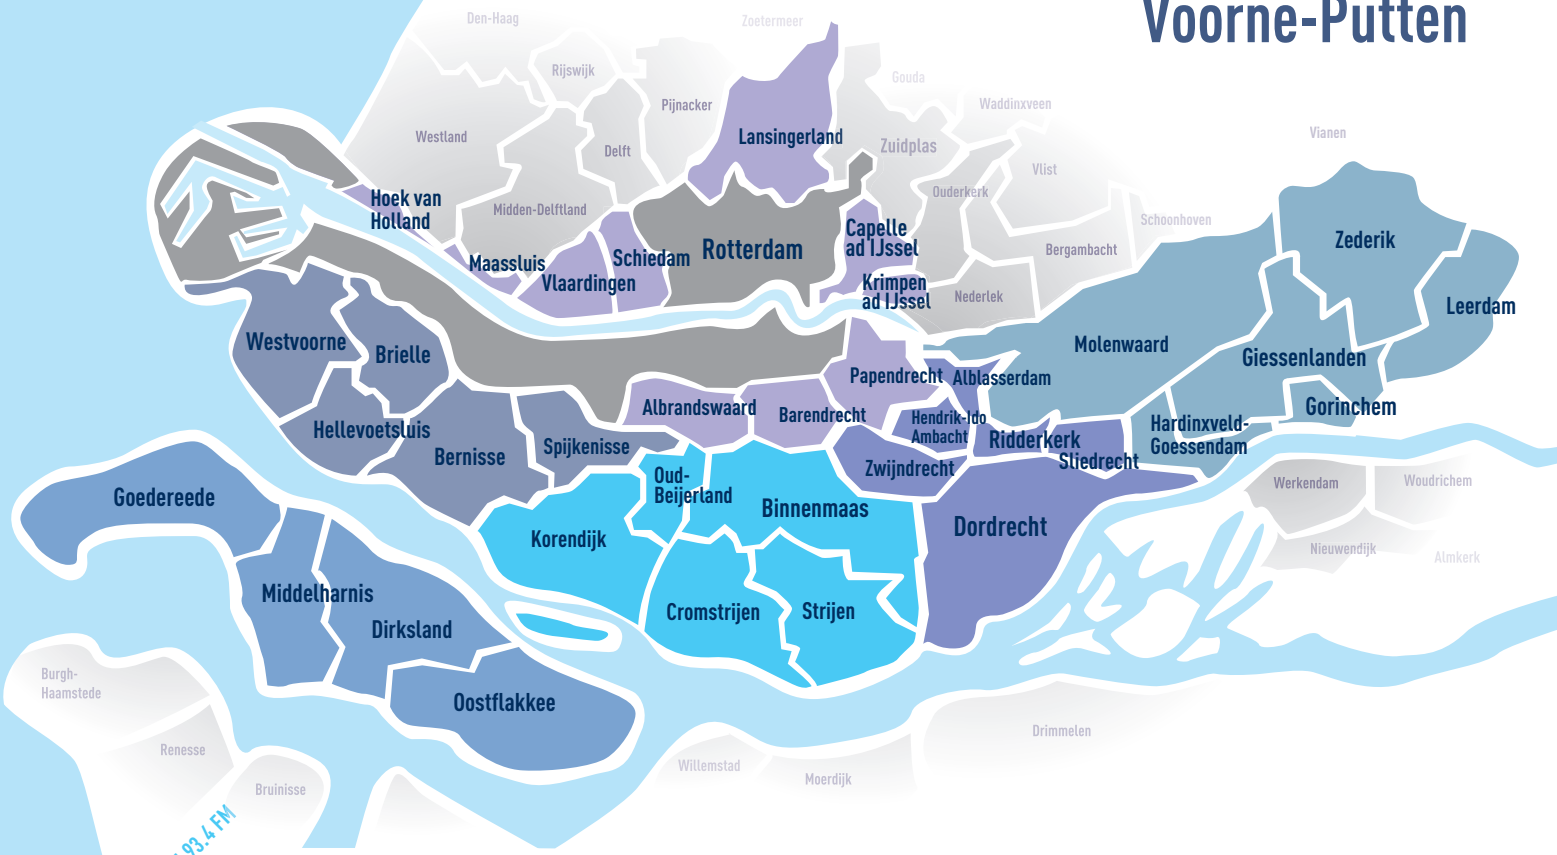 Voorne-Putten
Den-Haag
Zoetermeer
Rijswijk
Gouda
Pijnacker
Waddinxveen
Westland
Lansingerland
Vianen
Delft
Zuidplas
Vlist
Ouderkerk
Hoek van
Holland
Midden-Delftland
Schoonhoven
Capelle
ad IJssel
Zederik
Rotterdam
Bergambacht
Schiedam
Maassluis
Vlaardingen
Krimpen
ad IJssel
Nederlek
Leerdam
Westvoorne
Brielle
Molenwaard
Giessenlanden
Papendrecht
Alblasserdam
Albrandswaard
Barendrecht
Gorinchem
Hendrik-Ido
Ambacht
Hardinxveld-
Goessendam
Hellevoetsluis
Ridderkerk
Spijkenisse
Bernisse
Sliedrecht
Zwijndrecht
Oud-
Beijerland
Werkendam
Woudrichem
Goedereede
Binnenmaas
Dordrecht
Korendijk
Nieuwendijk
Almkerk
Middelharnis
Cromstrijen
Strijen
Dirksland
Burgh-
Haamstede
Oostflakkee
Drimmelen
Renesse
Willemstad
Moerdijk
Bruinisse
93.4 FM